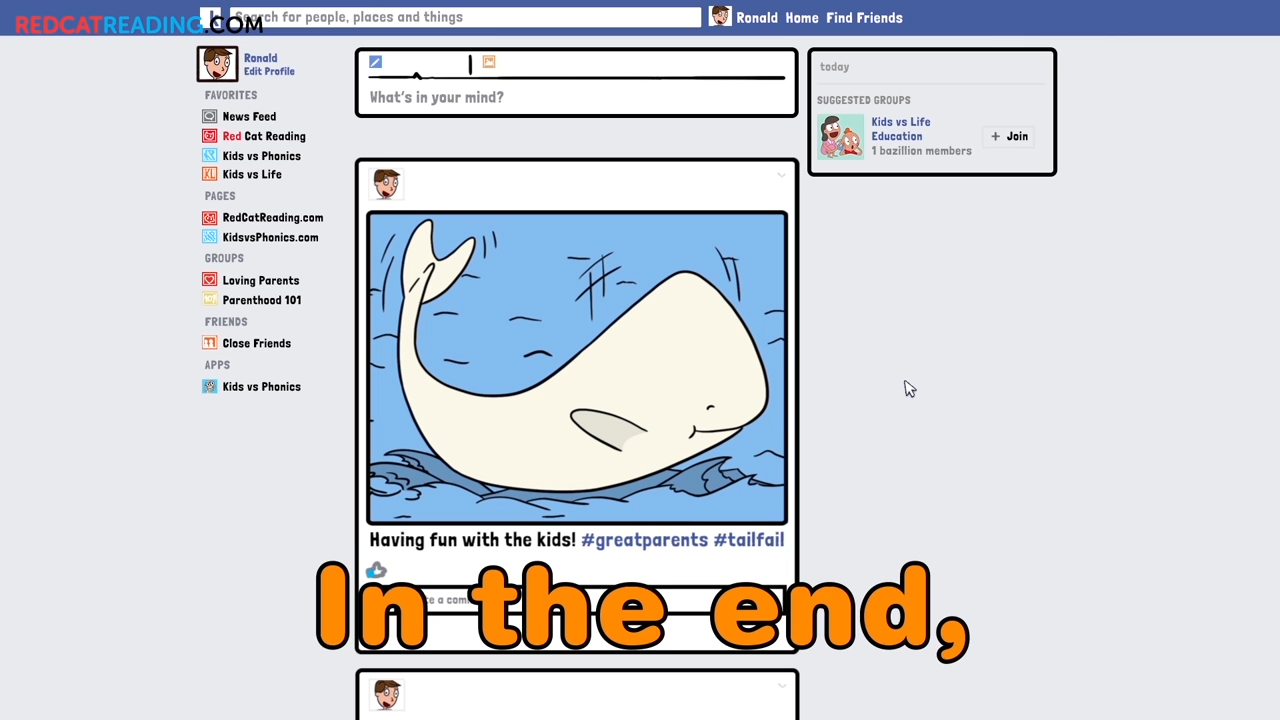 REDCATREADING.COM
Search for people, places and things
Ronald Home Find Friends
Ronald
Edit Profile
FAVORITES
News Feed
Red Cat Reading
Kids vs Phonics
Kids vs Life
PAGES
RedCatReading.com
KidsvsPhonics.com
GROUPS
Loving Parents
Parenthood 101
FRIENDS
Close Friends
APPS
Kids vs Phonics
What's in your mind?
Having fun with the kids! #greatparents #tailfail
In the end,
today
SUGGESTED GROUPS
Kids vs Life
Education
1 bazillion members
+ Join